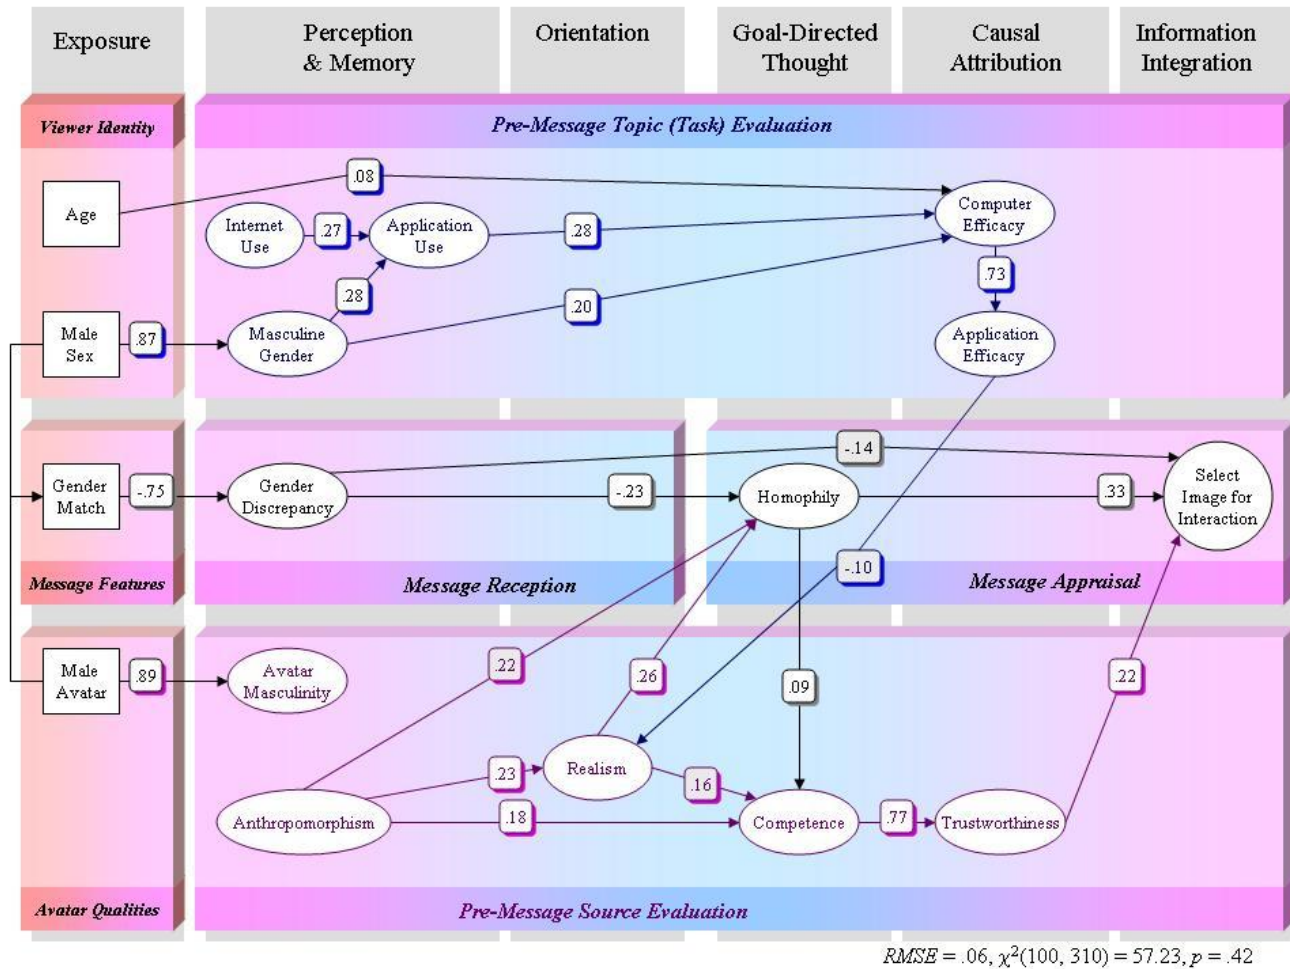 Exposure
Perception
& Memory
Orientation
Goal-Directed
Thought
Causal
Attribution
Information
Integration
Viewer Identity
Pre-Message Topic (Task) Evaluation
Age
.08
Internet
Use
.27
Application
Use
.28
Computer
Efficacy
.73
.28
.20
Male
Sex
.87
Masculine
Gender
Application
Efficacy
-.14
Gender
Match
-.75
Gender
Discrepancy
-.23
Homophily
.33
Select
Image for
Interaction
-.10
Message Features
Message Reception
Message Appraisal
Male
Avatar
.89
Avatar
Masculinity
.22
.26
.09
.22
Realism
.23
.16
Anthropomorphism
.18
Competence
.77
Trustworthiness
Avatar Qualities
Pre-Message Source Evaluation
RMSE = .06, χ²(100, 310) = 57.23, p = .42